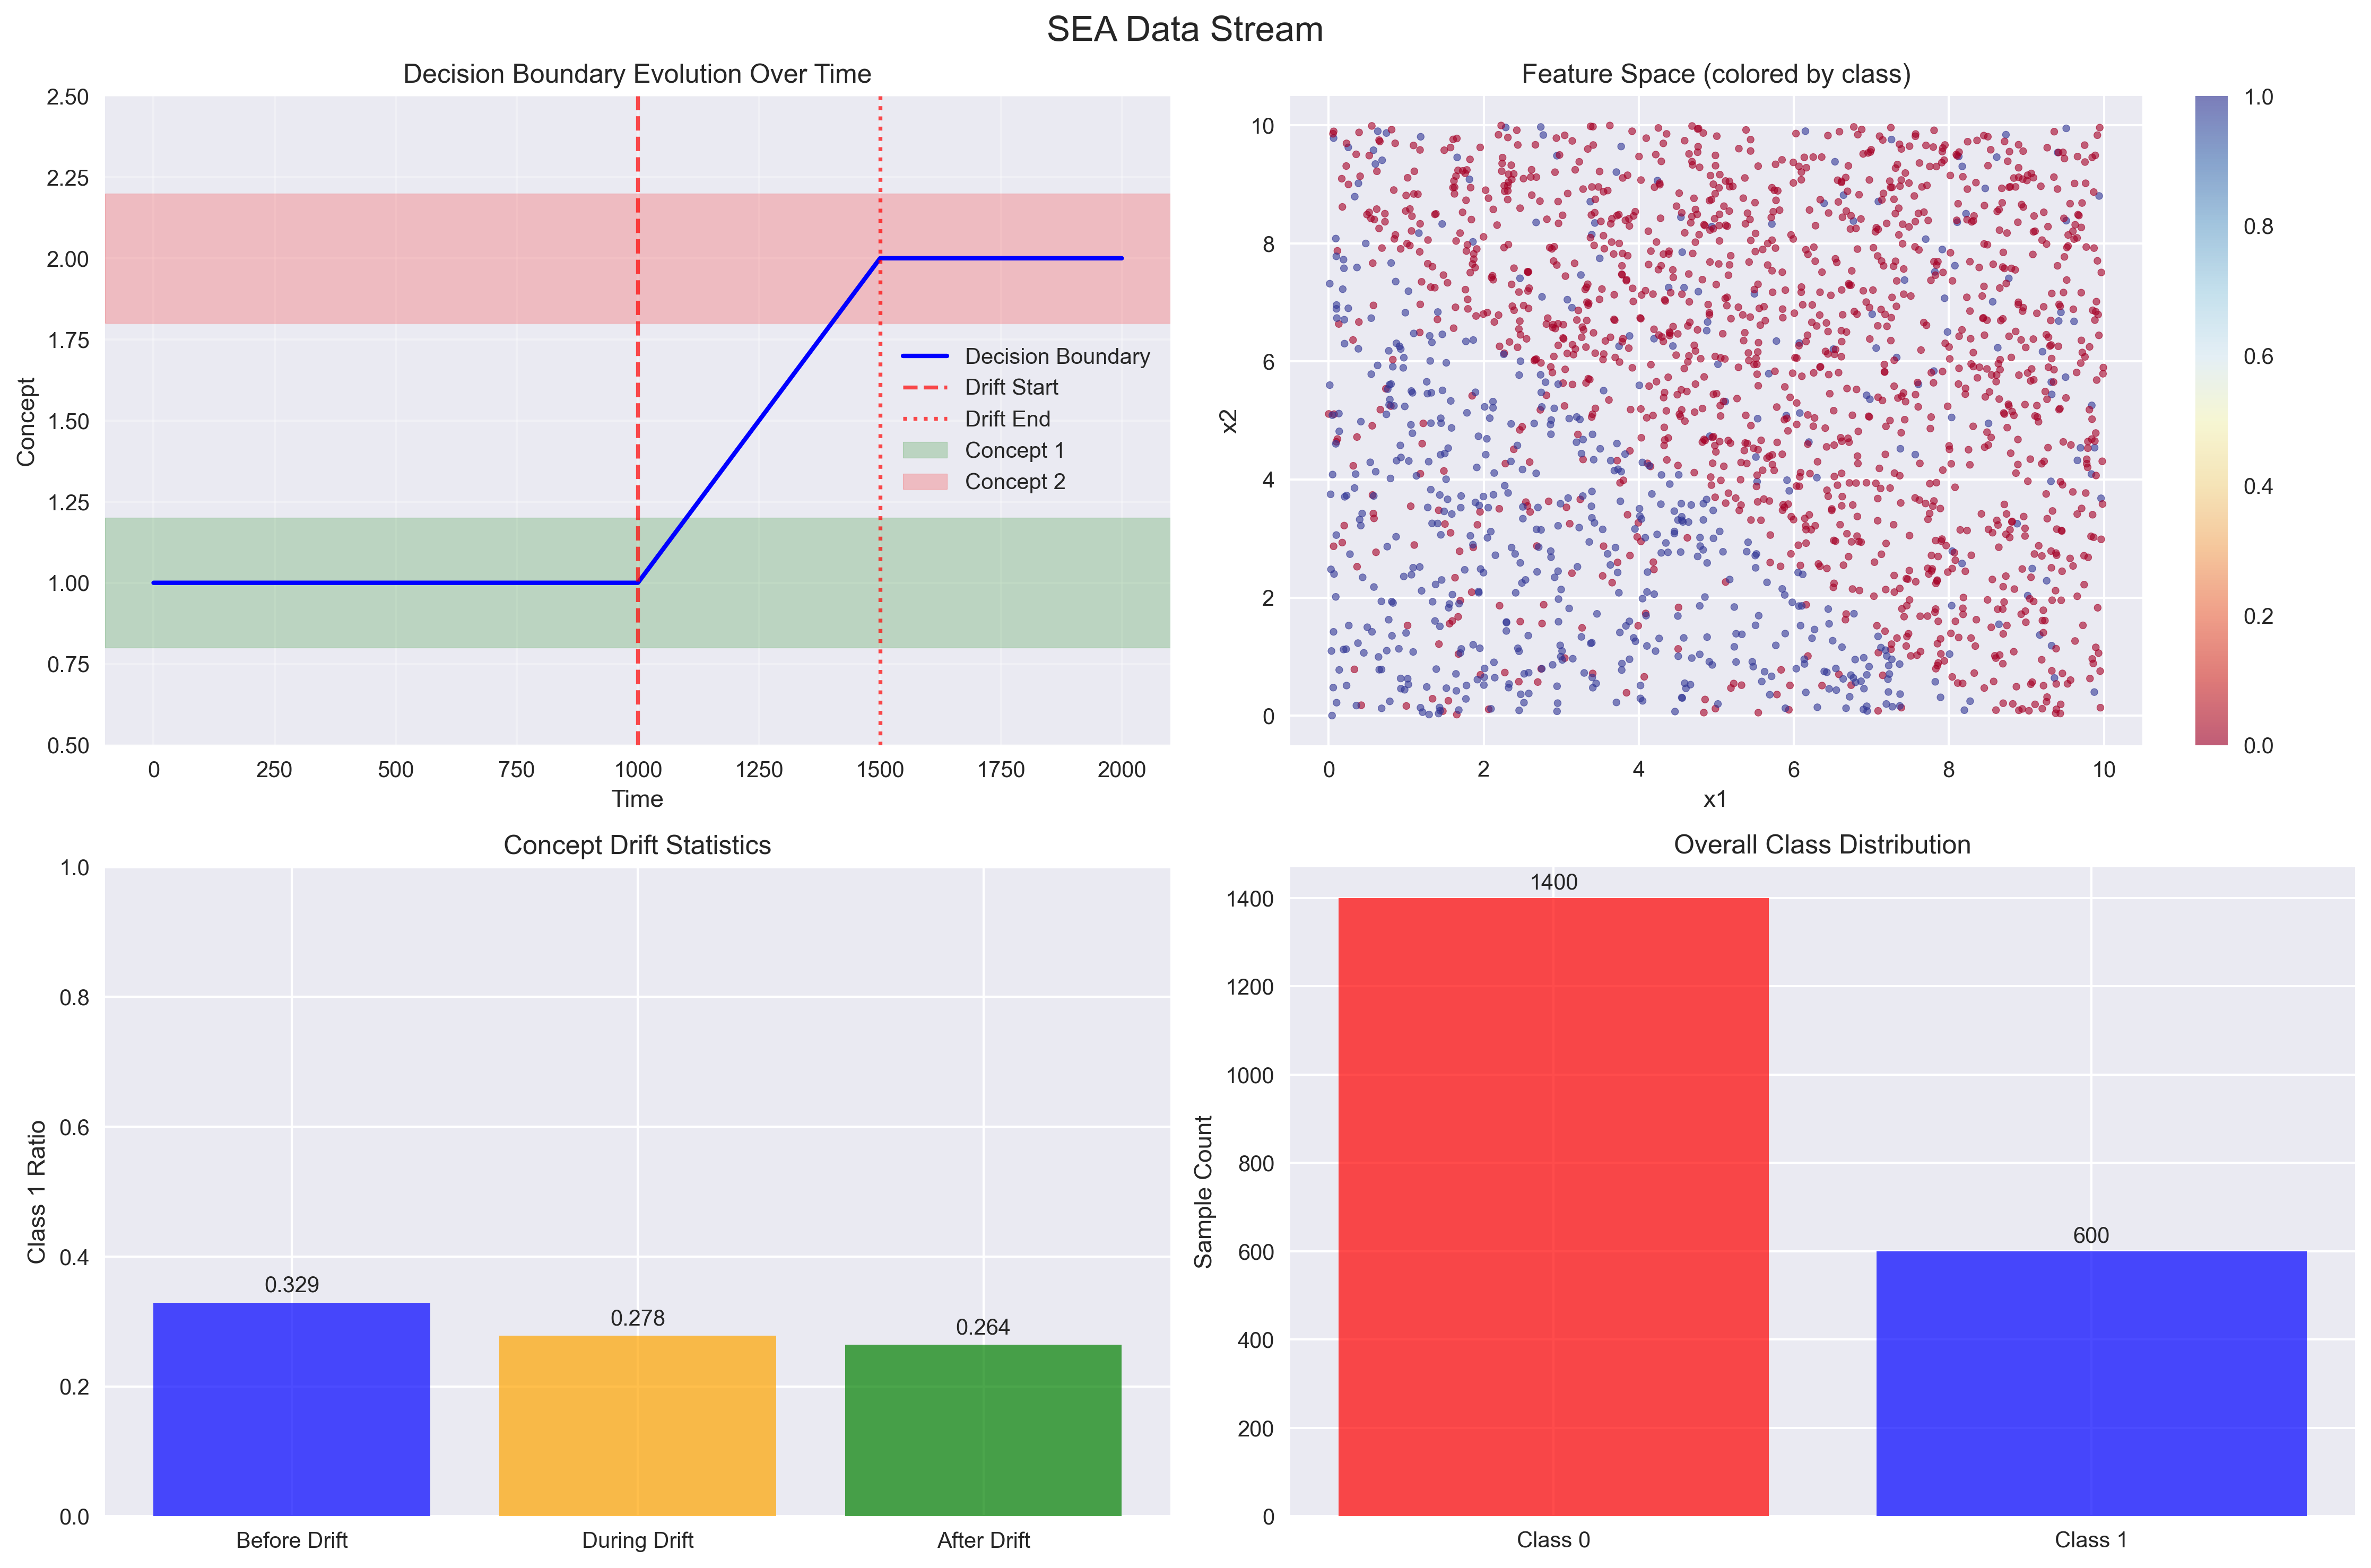 SEA Data Stream
Decision Boundary Evolution Over Time
2.50
2.25
2.00
1.75
1.50
1.25
1.00
0.75
0.50
Concept
0 250 500 750 1000 1250 1500 1750 2000
Time
Decision Boundary
Drift Start
Drift End
Concept 1
Concept 2
Feature Space (colored by class)
10
8
6
4
2
0
x2
0 2 4 6 8 10
x1
1.0
0.8
0.6
0.4
0.2
0.0
Concept Drift Statistics
1.0
0.8
0.6
0.4
0.2
0.0
Class 1 Ratio
0.329
0.278
0.264
Before Drift During Drift After Drift
Overall Class Distribution
1400
1200
1000
800
600
400
200
0
Sample Count
1400
600
Class 0 Class 1